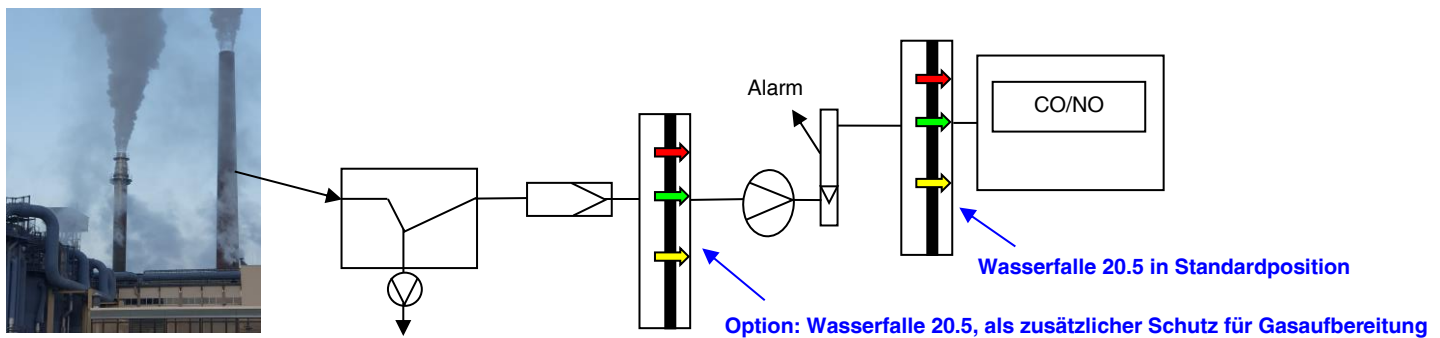 Alarm
CO/NO
Wasserfalle 20.5 in Standardposition
Option: Wasserfalle 20.5, als zusätzlicher Schutz für Gasaufbereitung